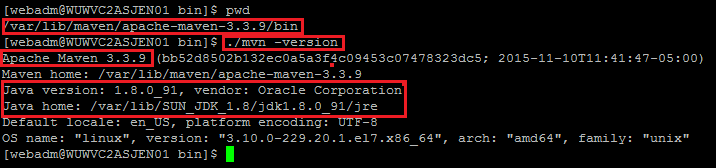 [webadm@WUWVC2ASJEN01 bin]$ pwd
/var/lib/maven/apache-maven-3.3.9/bin
[webadm@WUWVC2ASJEN01 bin]$ ./mvn -version
Apache Maven 3.3.9 (bb52d8502b132ec0a5a3f4c09453c07478323dc5; 2015-11-10T11:41:47-05:00)
Maven home: /var/lib/maven/apache-maven-3.3.9
Java version: 1.8.0_91, vendor: Oracle Corporation
Java home: /var/lib/SUN_JDK_1.8/jdk1.8.0_91/jre
Default locale: en_US, platform encoding: UTF-8
OS name: "linux", version: "3.10.0-229.20.1.el7.x86_64", arch: "amd64", family: "unix"
[webadm@WUWVC2ASJEN01 bin]$